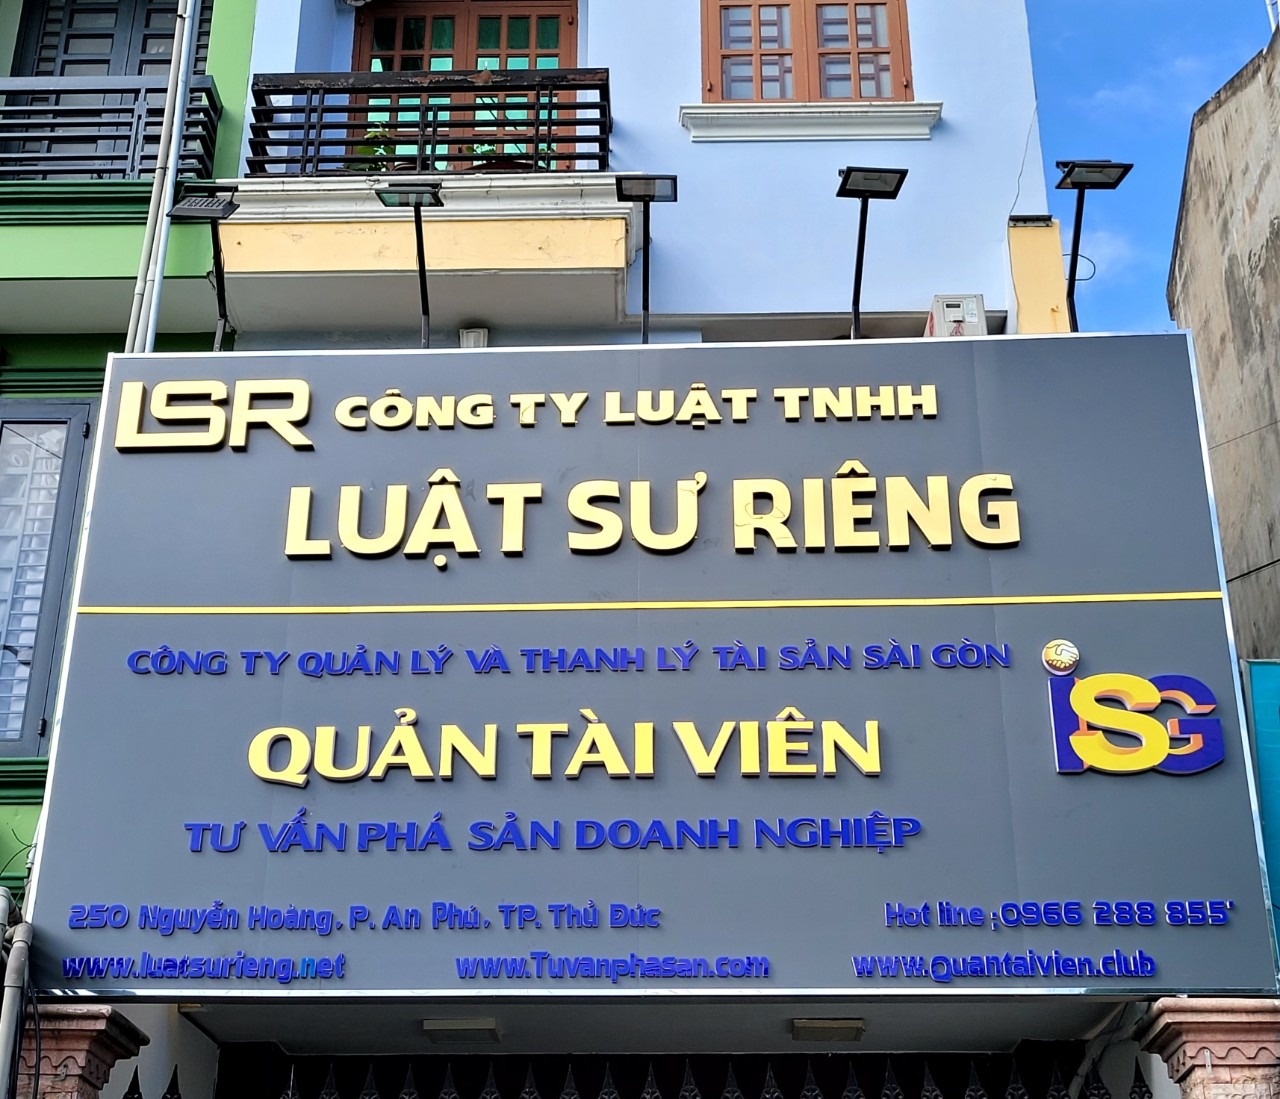 LSR CÔNG TY LUẬT TNHH
LUẬT SƯ RIÊNG
CÔNG TY QUẢN LÝ VÀ THANH LÝ TÀI SẢN SÀI GÒN
iSG
QUẢN TÀI VIÊN
TƯ VẤN PHÁ SẢN DOANH NGHIỆP
250 Nguyễn Hoàng, P. An Phú, TP. Thủ Đức Hot line ;0966 288 855'
www.luatsurieng.net www.Tuvanphasan.com www.quantaivien.club